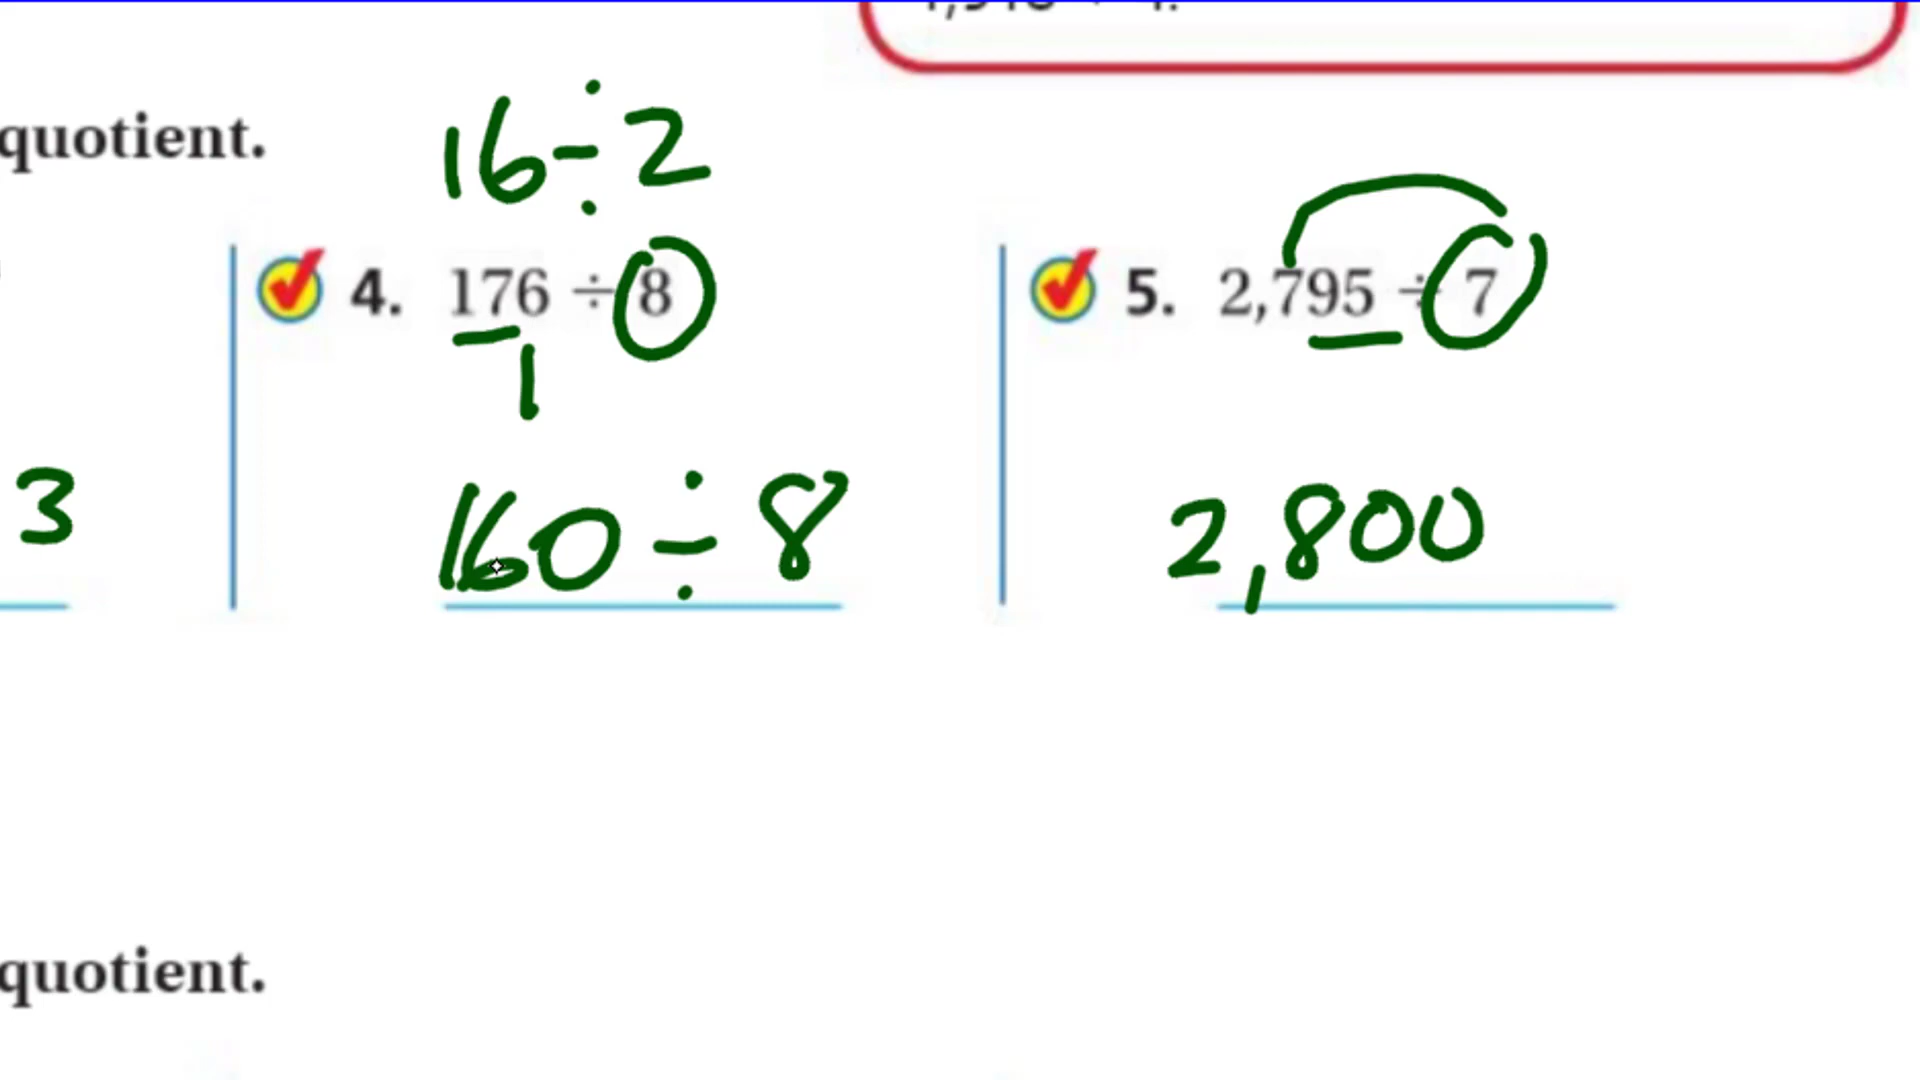 16÷2
quotient.
4. 176 ÷ 8
5. 2,795 ÷ 7
1
3
160 ÷ 8
2,800
quotient.